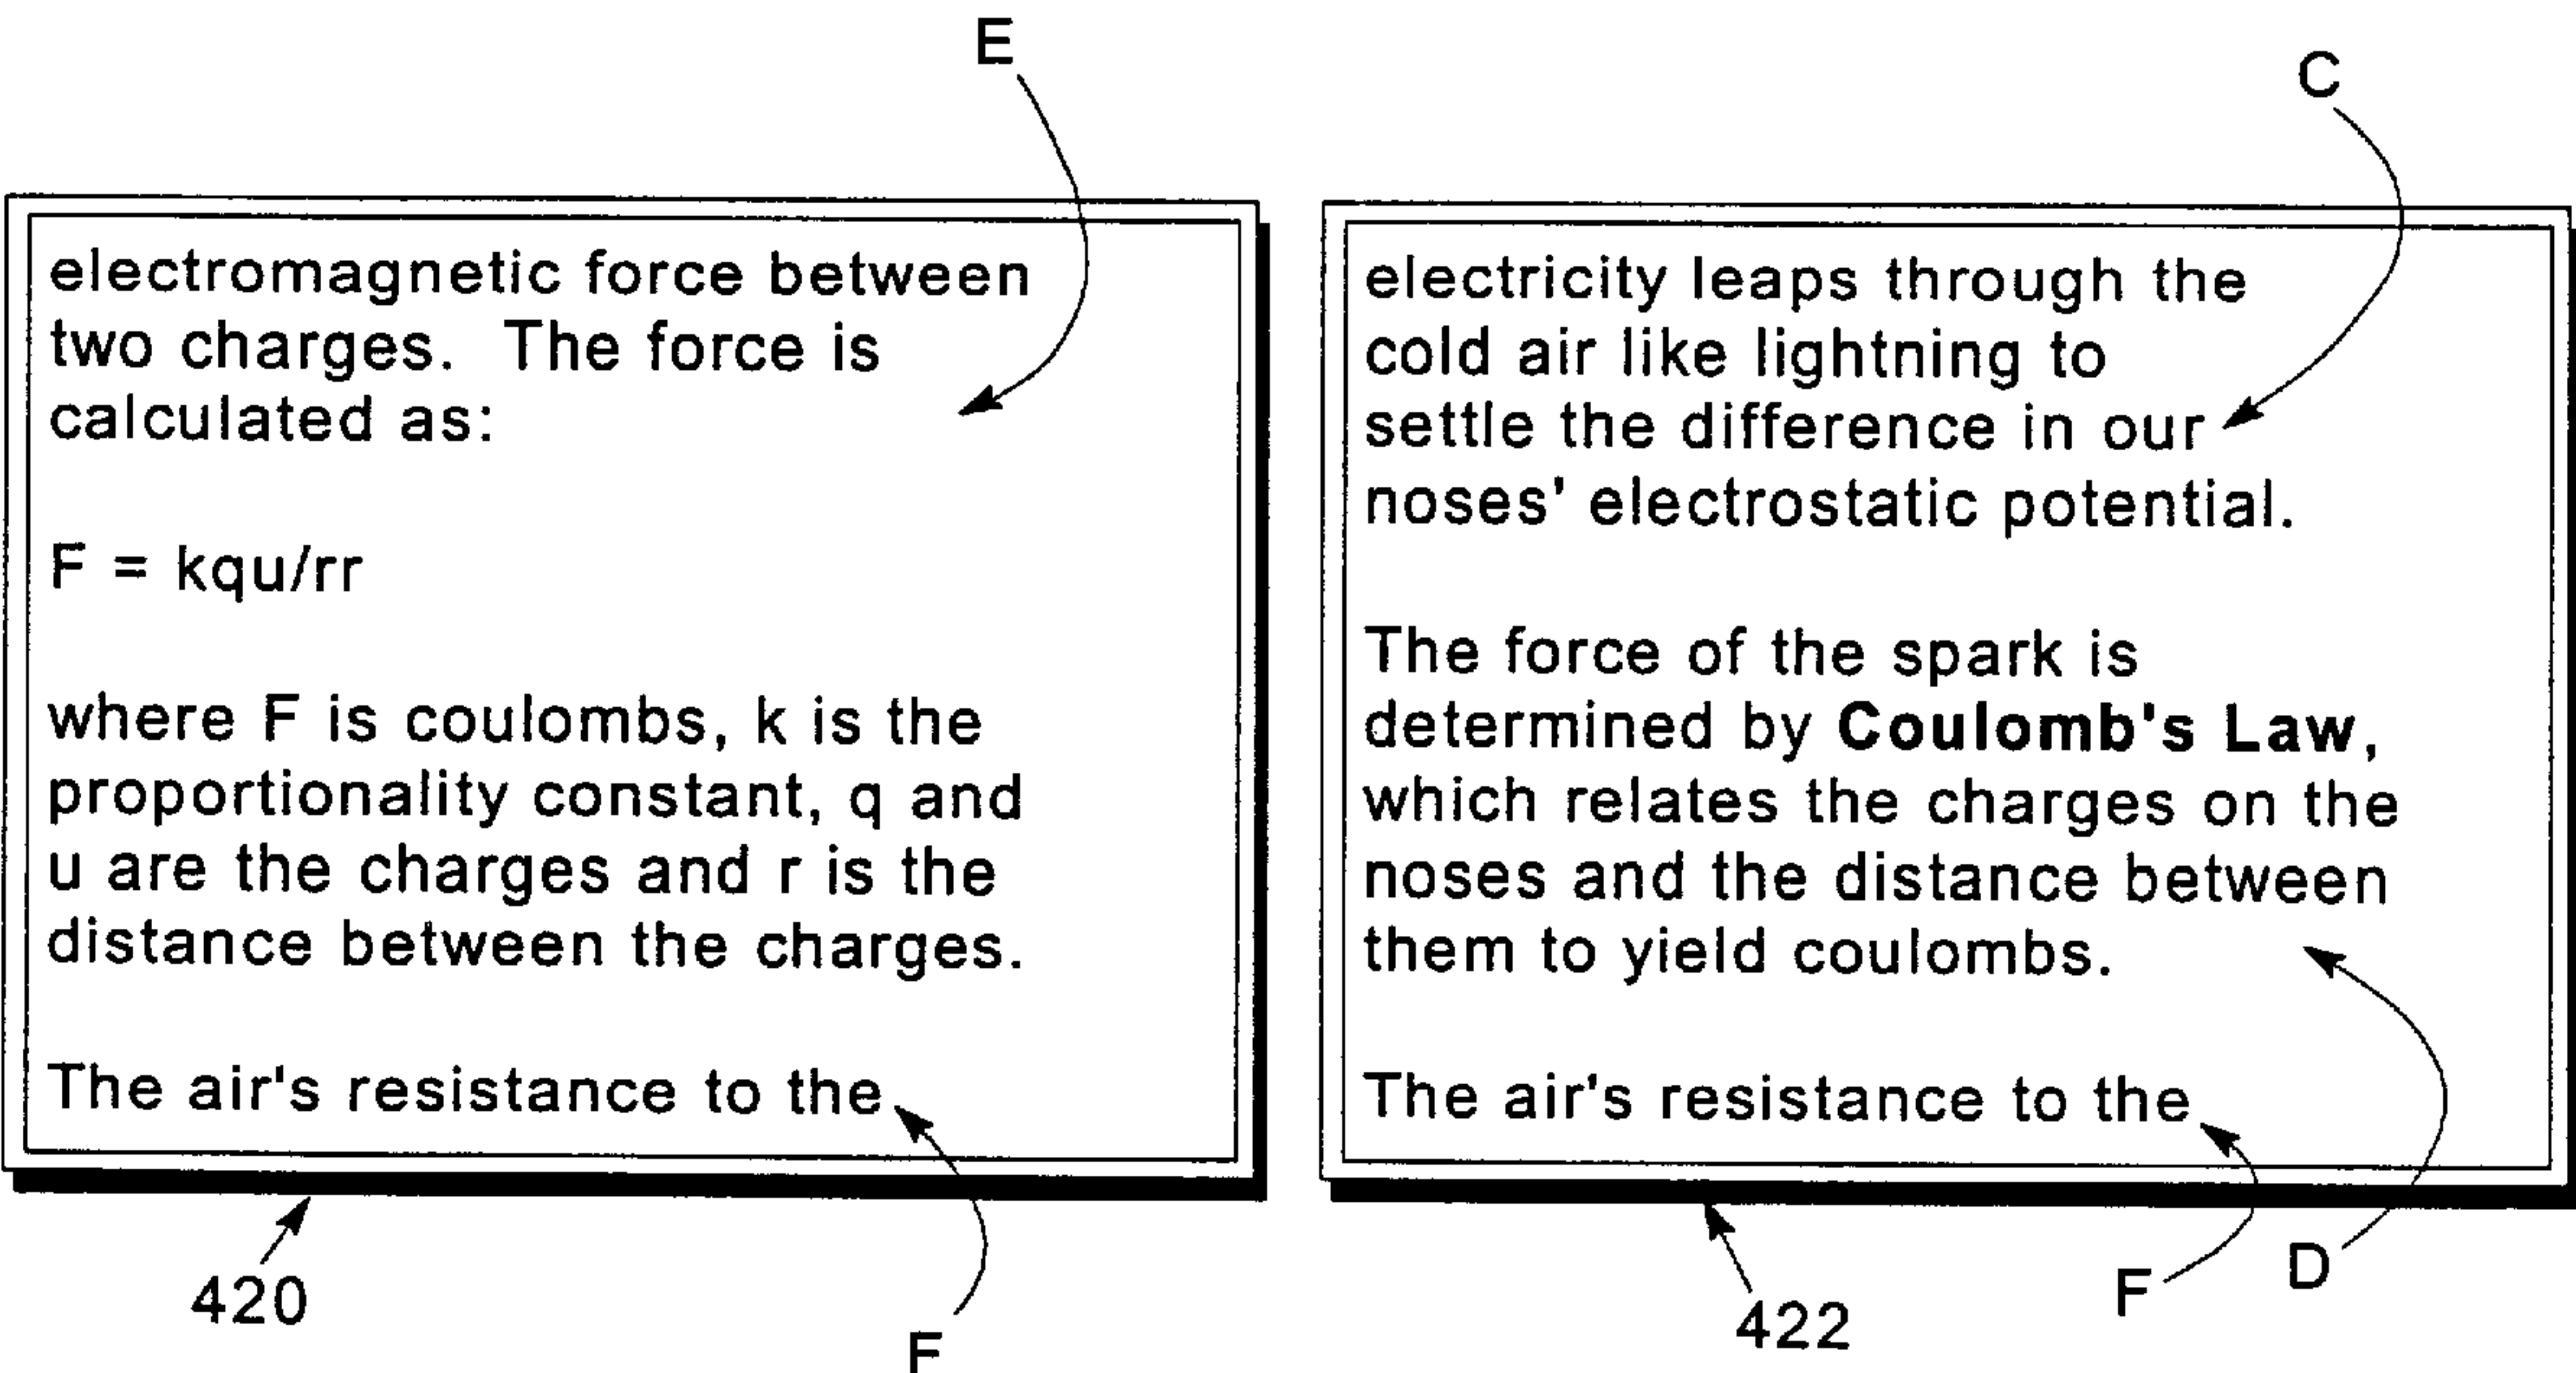 E
C
electromagnetic force between
two charges.  The force is
calculated as:
F = kqu/rr
where F is coulombs, k is the
proportionality constant, q and
u are the charges and r is the
distance between the charges.
The air's resistance to the
420
F
electricity leaps through the
cold air like lightning to
settle the difference in our
noses' electrostatic potential.
The force of the spark is
determined by Coulomb's Law,
which relates the charges on the
noses and the distance between
them to yield coulombs.
The air's resistance to the
422
F
D